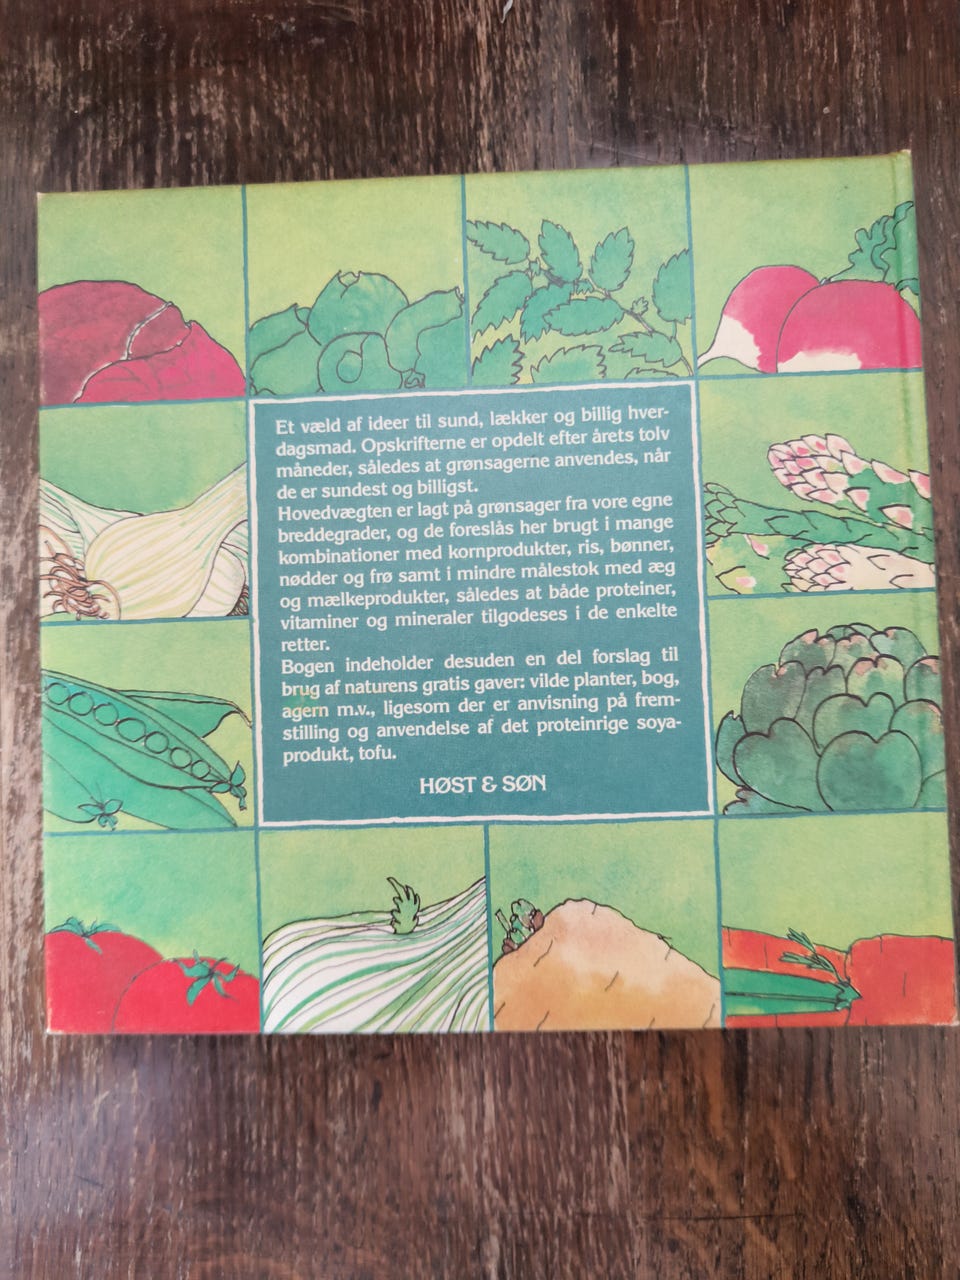 Et væld af ideer til sund, lækker og billig hver-
dagsmad. Opskrifterne er opdelt efter årets tolv
måneder, således at grønsagerne anvendes, når
de er sundest og billigst.
Hovedvægten er lagt på grønsager fra vore egne
breddegrader, og de foreslås her brugt i mange
kombinationer med kornprodukter, ris, bønner,
nødder og frø samt i mindre målestok med æg
og mælkeprodukter, således at både proteiner,
vitaminer og mineraler tilgodeses i de enkelte
retter.
Bogen indeholder desuden en del forslag til
brug af naturens gratis gaver: vilde planter, bog,
agern m.v., ligesom der er anvisning på frem-
stilling og anvendelse af det proteinrige soya-
produkt, tofu.
HØST & SØN